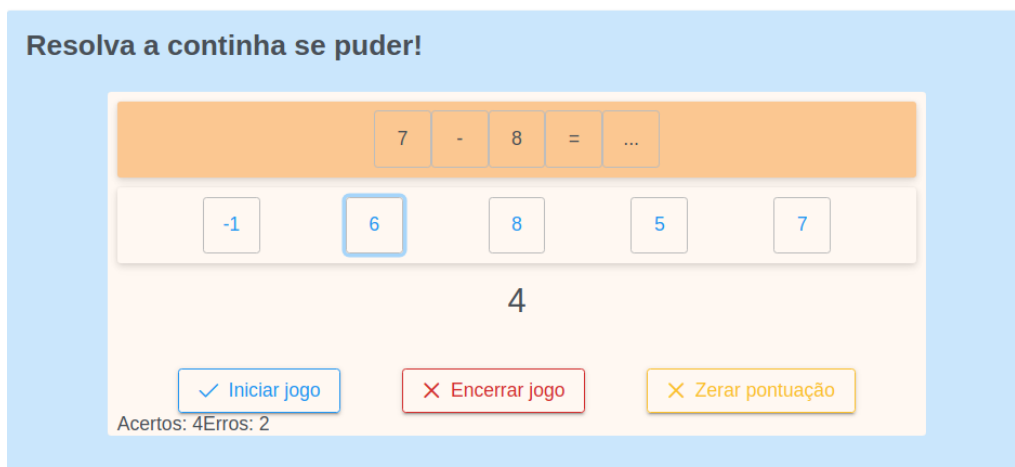 Resolva a continha se puder!
7 - 8 = ...
-1 6 8 5 7
4
Iniciar jogo Encerrar jogo Zerar pontuação
Acertos: 4Erros: 2